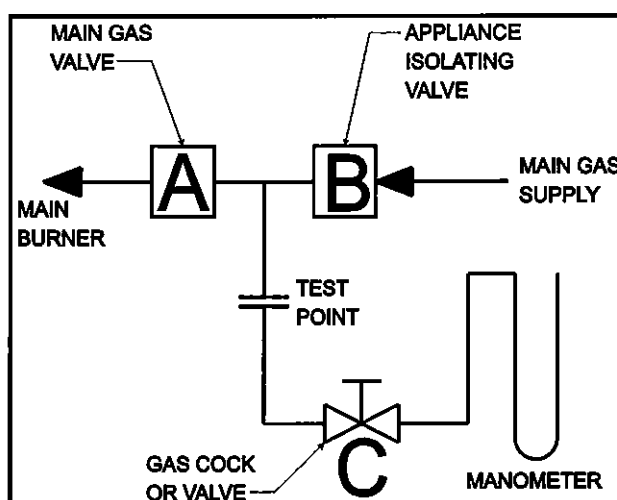 MAIN GAS
VALVE
APPLIANCE
ISOLATING
VALVE
A
B
MAIN
BURNER
MAIN GAS
SUPPLY
TEST
POINT
C
GAS COCK
OR VALVE
MANOMETER